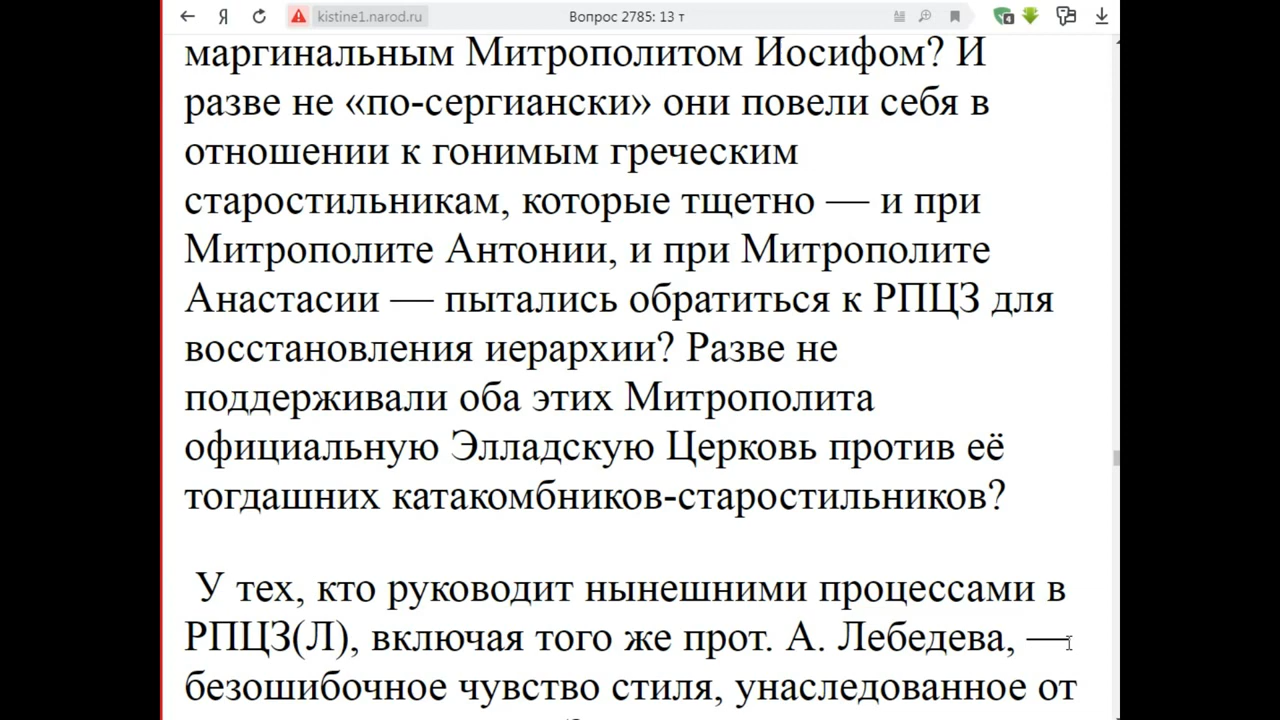 kistine1.narod.ru
Вопрос 2785: 13 т
маргинальным Митрополитом Иосифом? И
разве не «по-сергиански» они повели себя в
отношении к гонимым греческим
старостильникам, которые тщетно — и при
Митрополите Антонии, и при Митрополите
Анастасии — пытались обратиться к РПЦЗ для
восстановления иерархии? Разве не
поддерживали оба этих Митрополита
официальную Элладскую Церковь против её
тогдашних катакомбников-старостильников?
У тех, кто руководит нынешними процессами в
РПЦЗ(Л), включая того же прот. А. Лебедева, —
безошибочное чувство стиля, унаследованное от